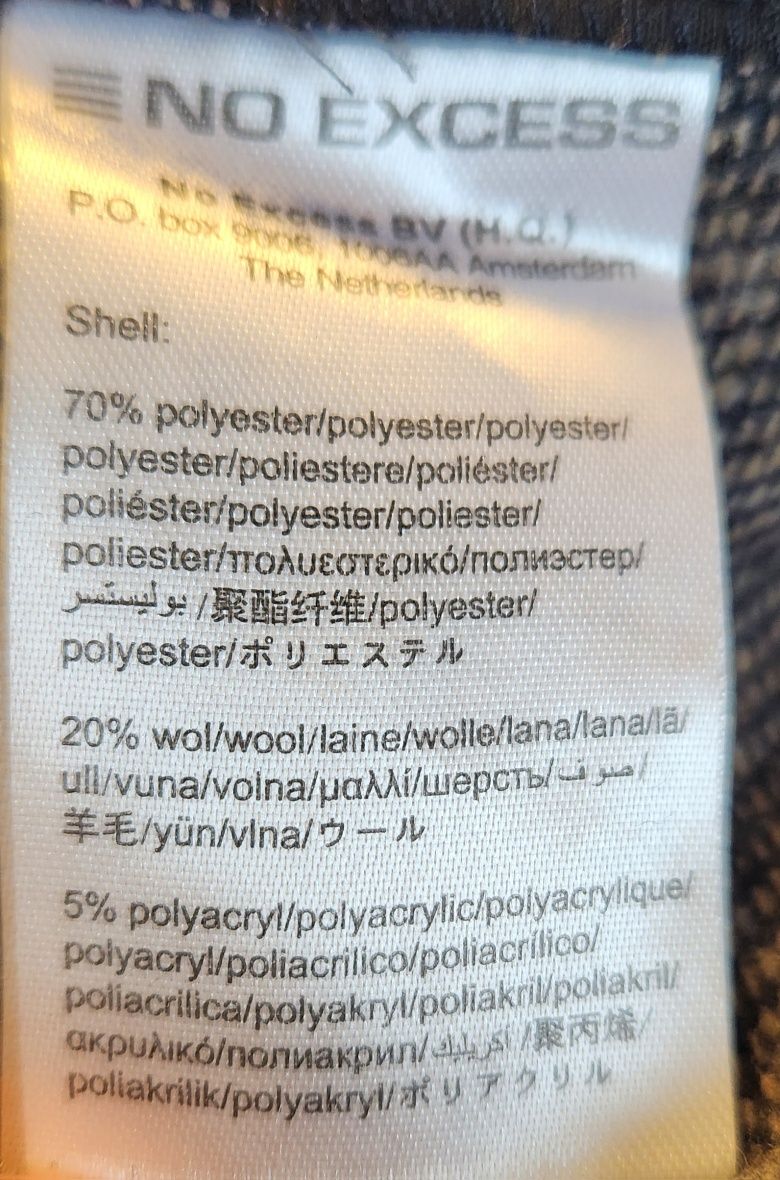 NO EXCESS
No Excess BV (H.Q.)
P.O. box 9006, 1006AA Amsterdam
The Netherlands
Shell:
70% polyester/polyester/polyester/
polyester/poliestere/poliéster/
poliéster/polyester/poliester/
poliester/πολυεστερικό/полиэстер/
بوليستسر/聚酯纤维/polyester/
polyester/ポリエステル
20% wol/wool/laine/wolle/lana/lana/lã/
ull/vuna/volna/μαλλί/шерсть/صوف/
羊毛/yün/vlna/ウール
5% polyacryl/polyacrylic/polyacrylique/
polyacryl/poliacrilico/poliacrílico/
poliacrilica/polyakryl/poliakril/poliakril/
ακρυλικό/полиакрил/أكريليك/聚丙烯/
poliakrilik/polyakryl/ポリアクリル